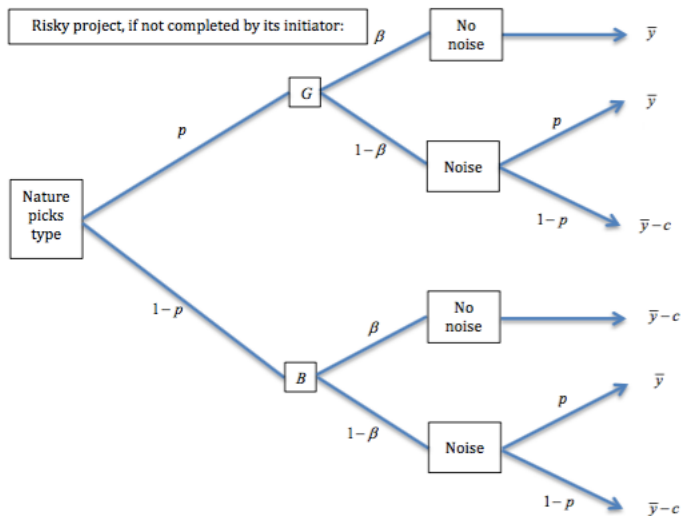 Risky project, if not completed by its initiator:
β
No
noise
ȳ
G
p
1−β
Noise
p
ȳ
1−p
ȳ−c
Nature
picks
type
1−p
B
β
No
noise
ȳ−c
1−β
Noise
p
ȳ
1−p
ȳ−c